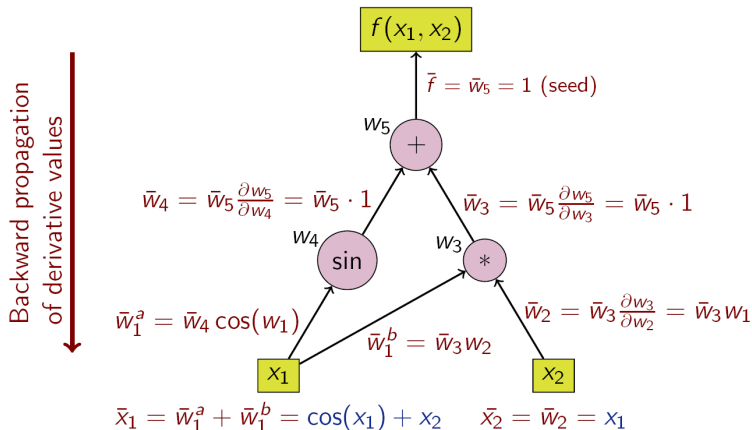 f(x₁, x₂)
f̄ = w̄₅ = 1 (seed)
w₅
+
w̄₄ = w̄₅ ∂w₅/∂w₄ = w̄₅ · 1
w̄₃ = w̄₅ ∂w₅/∂w₃ = w̄₅ · 1
w₄
sin
w₃
*
w̄₁ᵃ = w̄₄ cos(w₁)
w̄₁ᵇ = w̄₃w₂
w̄₂ = w̄₃ ∂w₃/∂w₂ = w̄₃w₁
x₁
x₂
x̄₁ = w̄₁ᵃ + w̄₁ᵇ = cos(x₁) + x₂
x̄₂ = w̄₂ = x₁
Backward propagation
of derivative values